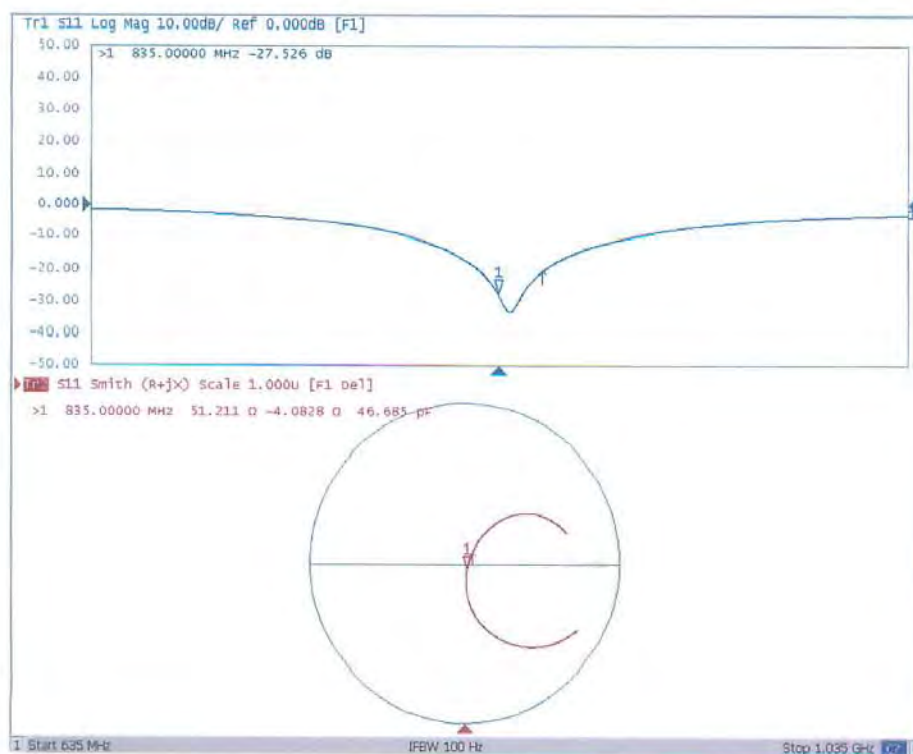 Tr1 S11 Log Mag 10.00dB/ Ref 0.000dB [F1]
50.00
>1 835.00000 MHz -27.526 dB
40.00
30.00
20.00
10.00
0.000
-10.00
1
-20.00
-30.00
-40.00
-50.00
Tr2 S11 Smith (R+jX) Scale 1.000U [F1 Del]
>1 835.00000 MHz 51.211 Ω -4.0828 Ω 46.685 pF
1
1 Start 635 MHz IFBW 100 Hz Stop 1.035 GHz